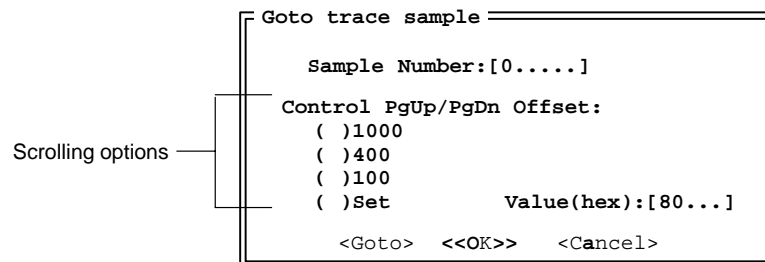 Goto trace sample
Sample Number:[0.....]
Control PgUp/PgDn Offset:
( )1000
( )400
Scrolling options
( )100
( )Set Value(hex):[80...]
<Goto> <<OK>> <Cancel>